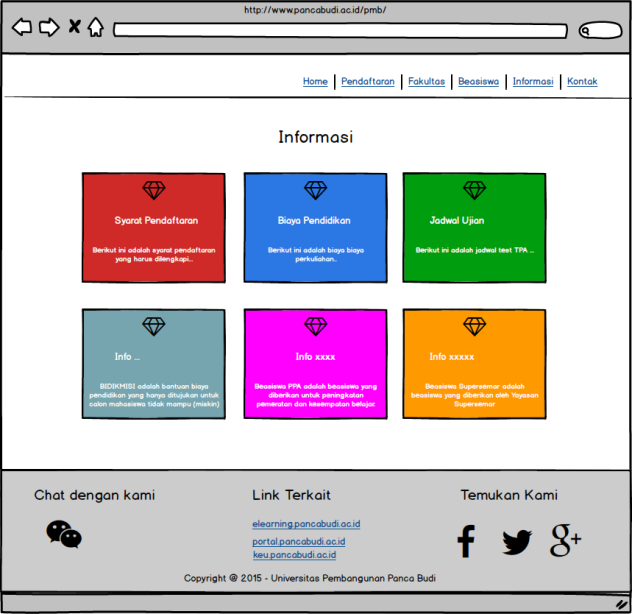 http://www.pancabudi.ac.id/pmb/
Home | Pendaftaran | Fakultas | Beasiswa | Informasi | Kontak
Informasi
Syarat Pendaftaran
Berikut ini adalah syarat pendaftaran
yang harus dilengkapi...
Biaya Pendidikan
Berikut ini adalah biaya biaya
perkuliahan..
Jadwal Ujian
Berikut ini adalah jadwal test TPA ...
Info ...
BIDIKMISI adalah bantuan biaya
pendidikan yang hanya ditujukan untuk
calon mahasiswa tidak mampu (miskin)
Info xxxx
Beasiswa PPA adalah beasiswa yang
diberikan untuk peningkatan
pemeratan dan kesempatan belajar.
Info xxxxx
Beasiswa Supersemar adalah
beasiswa yang diberikan oleh Yayasan
Supersemar
Chat dengan kami
Link Terkait
elearning.pancabudi.ac.id
portal.pancabudi.ac.id
keu.pancabudi.ac.id
Temukan Kami
f
g+
Copyright @ 2015 - Universitas Pembangunan Panca Budi